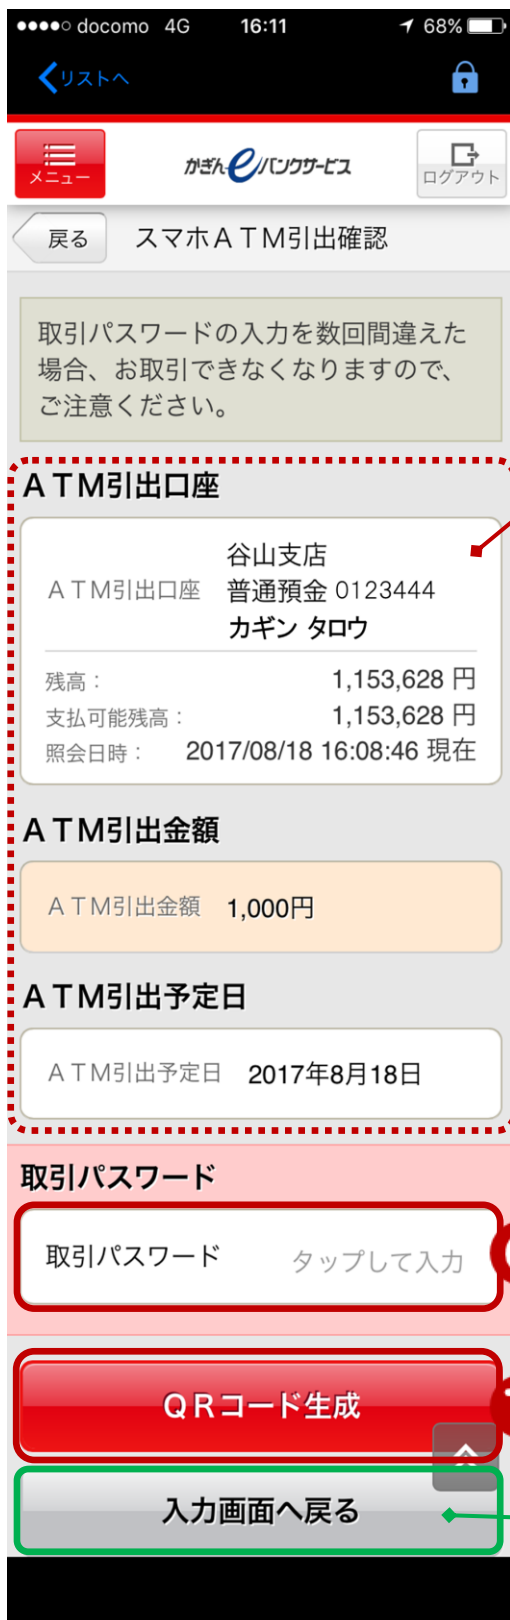 docomo 4G 16:11 68%
リストへ
メニュー
かぎんeバンクサービス
ログアウト
戻る スマホＡＴＭ引出確認
取引パスワードの入力を数回間違えた
場合、お取引できなくなりますので、
ご注意ください。
ＡＴＭ引出口座
ＡＴＭ引出口座 谷山支店
普通預金 0123444
カギン タロウ
残高： 1,153,628 円
支払可能残高： 1,153,628 円
照会日時： 2017/08/18 16:08:46 現在
ＡＴＭ引出金額
ＡＴＭ引出金額 1,000円
ＡＴＭ引出予定日
ＡＴＭ引出予定日 2017年8月18日
取引パスワード
取引パスワード タップして入力
ＱＲコード生成
入力画面へ戻る